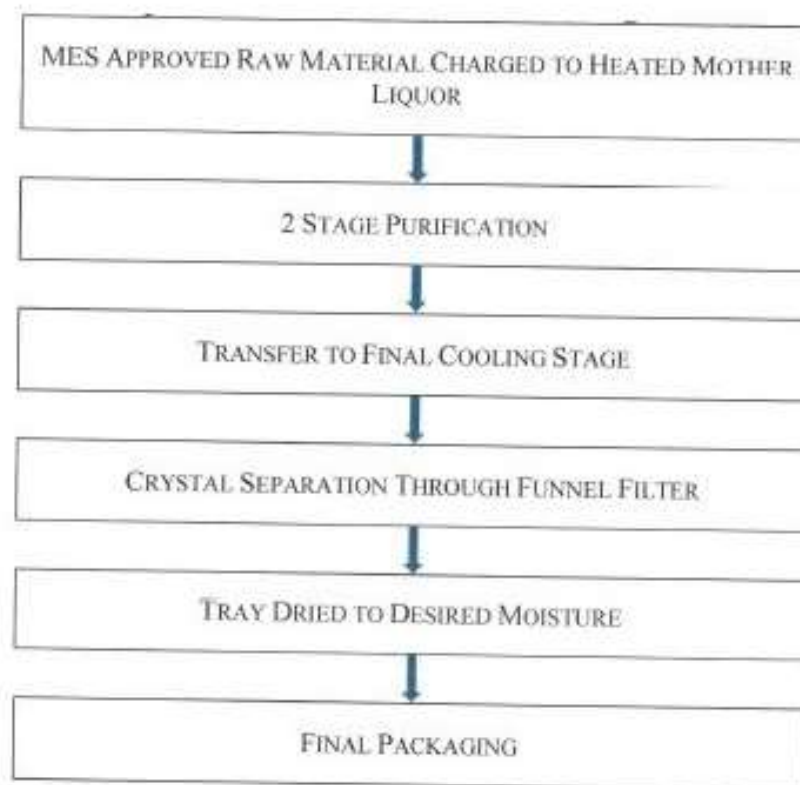 MES APPROVED RAW MATERIAL CHARGED TO HEATED MOTHER
LIQUOR
2 STAGE PURIFICATION
TRANSFER TO FINAL COOLING STAGE
CRYSTAL SEPARATION THROUGH FUNNEL FILTER
TRAY DRIED TO DESIRED MOISTURE
FINAL PACKAGING